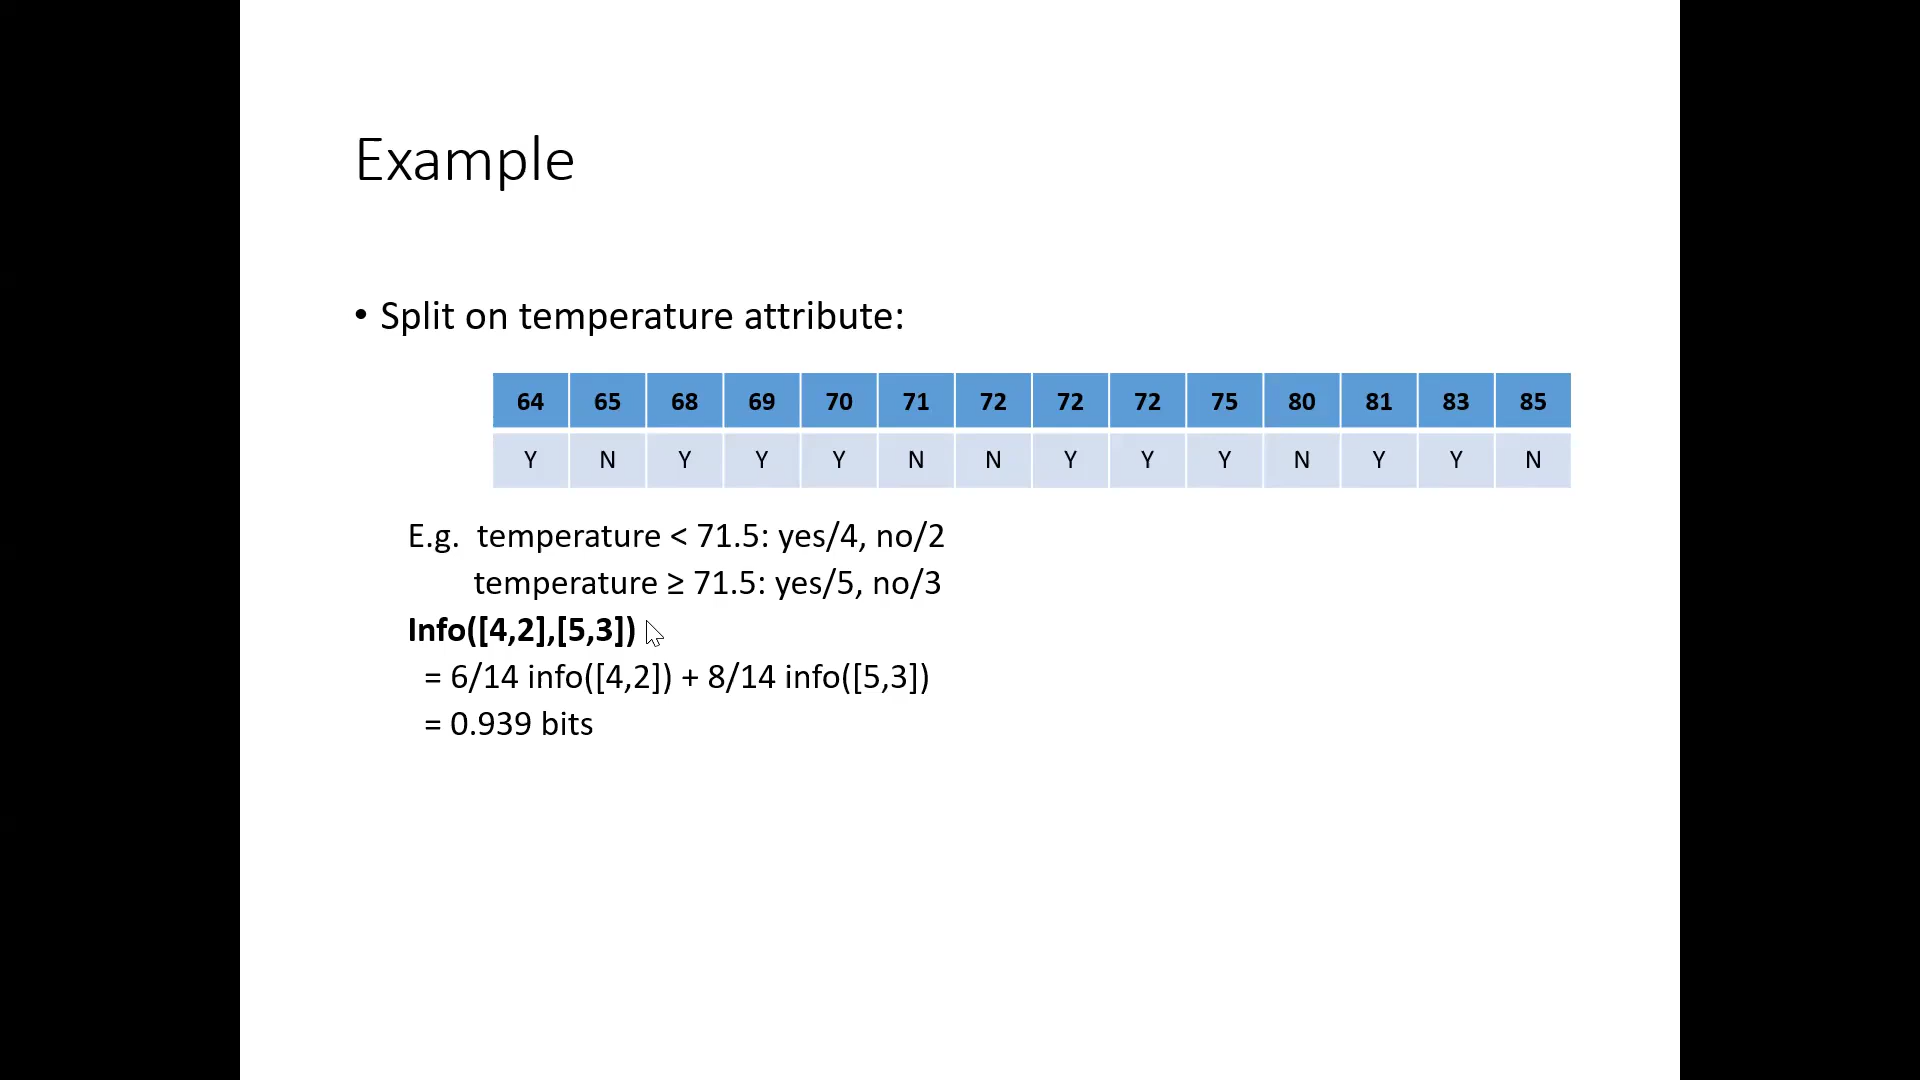 Example
• Split on temperature attribute:
64 65 68 69 70 71 72 72 72 75 80 81 83 85
Y N Y Y Y N N Y Y Y N Y Y N
E.g. temperature < 71.5: yes/4, no/2
temperature ≥ 71.5: yes/5, no/3
Info([4,2],[5,3])
= 6/14 info([4,2]) + 8/14 info([5,3])
= 0.939 bits